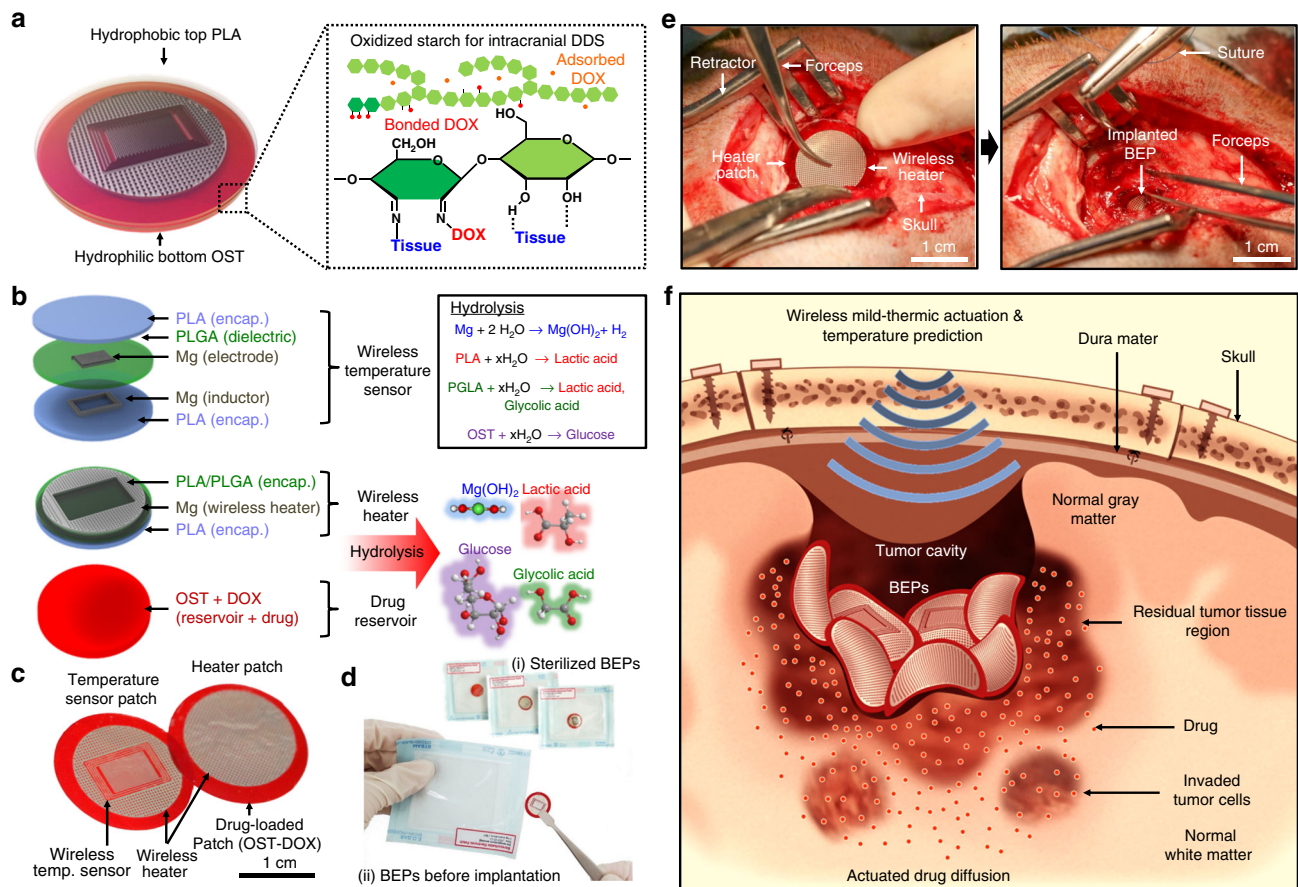 a
Hydrophobic top PLA
Hydrophilic bottom OST
Oxidized starch for intracranial DDS
Adsorbed
DOX
Bonded DOX
CH₂OH
O
O
O
O
N
N
Tissue
DOX
HO
O
O
O
H
OH
Tissue
b
PLA (encap.)
PLGA (dielectric)
Mg (electrode)
Mg (inductor)
PLA (encap.)
Wireless
temperature
sensor
PLA/PLGA (encap.)
Mg (wireless heater)
PLA (encap.)
Wireless
heater
OST + DOX
(reservoir + drug)
Drug
reservoir
Hydrolysis
Mg + 2 H₂O → Mg(OH)₂+ H₂
PLA + xH₂O → Lactic acid
PGLA + xH₂O → Lactic acid,
Glycolic acid
OST + xH₂O → Glucose
Hydrolysis
Mg(OH)₂
Lactic acid
Glucose
Glycolic acid
c
Temperature
sensor patch
Heater patch
Wireless
temp. sensor
Wireless
heater
Drug-loaded
Patch (OST-DOX)
1 cm
d
(i) Sterilized BEPs
(ii) BEPs before implantation
e
Retractor
Forceps
Heater
patch
Wireless
heater
Skull
1 cm
Suture
Implanted
BEP
Forceps
1 cm
f
Wireless mild-thermic actuation &
temperature prediction
Dura mater
Skull
Normal gray
matter
Tumor cavity
BEPs
Residual tumor tissue
region
Drug
Invaded
tumor cells
Normal
white matter
Actuated drug diffusion